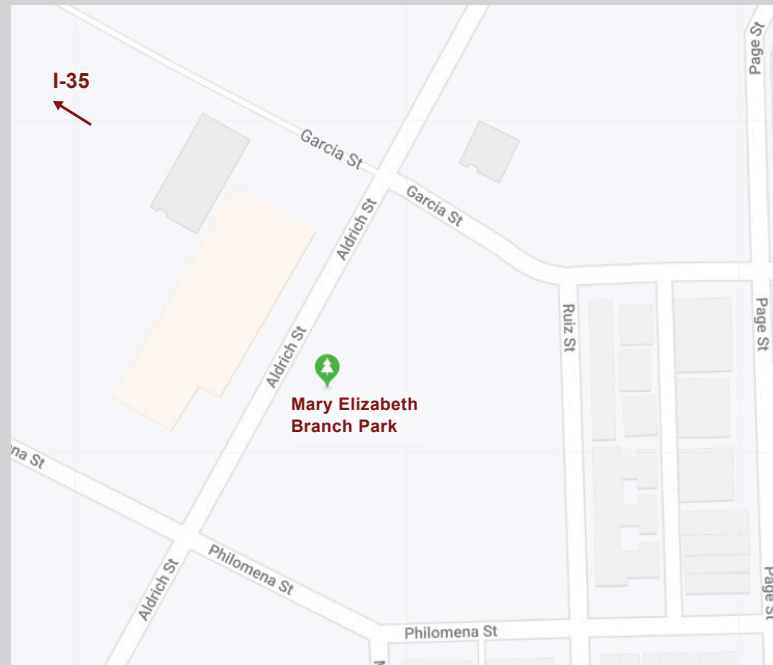 Page St
I-35
Garcia St
Garcia St
Aldrich St
Page St
Ruiz St
Aldrich St
Mary Elizabeth
Branch Park
na St
Philomena St
Aldrich St
Page St
Philomena St